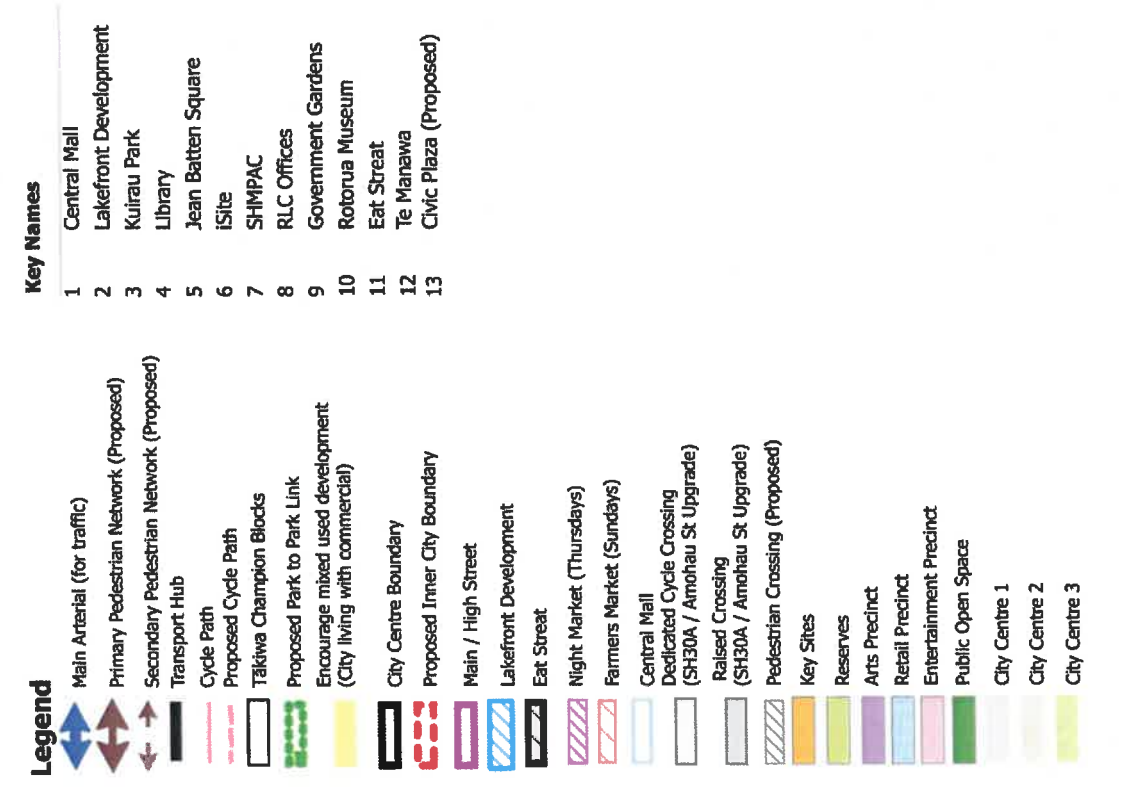 Legend
Main Arterial (for traffic)
Primary Pedestrian Network (Proposed)
Secondary Pedestrian Network (Proposed)
Transport Hub
Cycle Path
Proposed Cycle Path
Tākiwa Champion Blocks
Proposed Park to Park Link
Encourage mixed used development
(City living with commercial)
City Centre Boundary
Proposed Inner City Boundary
Main / High Street
Lakefront Development
Eat Streat
Night Market (Thursdays)
Farmers Market (Sundays)
Central Mall
Dedicated Cycle Crossing
(SH30A / Amohau St Upgrade)
Raised Crossing
(SH30A / Amohau St Upgrade)
Pedestrian Crossing (Proposed)
Key Sites
Reserves
Arts Precinct
Retail Precinct
Entertainment Precinct
Public Open Space
City Centre 1
City Centre 2
City Centre 3
Key Names
1 Central Mall
2 Lakefront Development
3 Kuirau Park
4 Library
5 Jean Batten Square
6 iSite
7 SHMPAC
8 RLC Offices
9 Government Gardens
10 Rotorua Museum
11 Eat Streat
12 Te Manawa
13 Civic Plaza (Proposed)